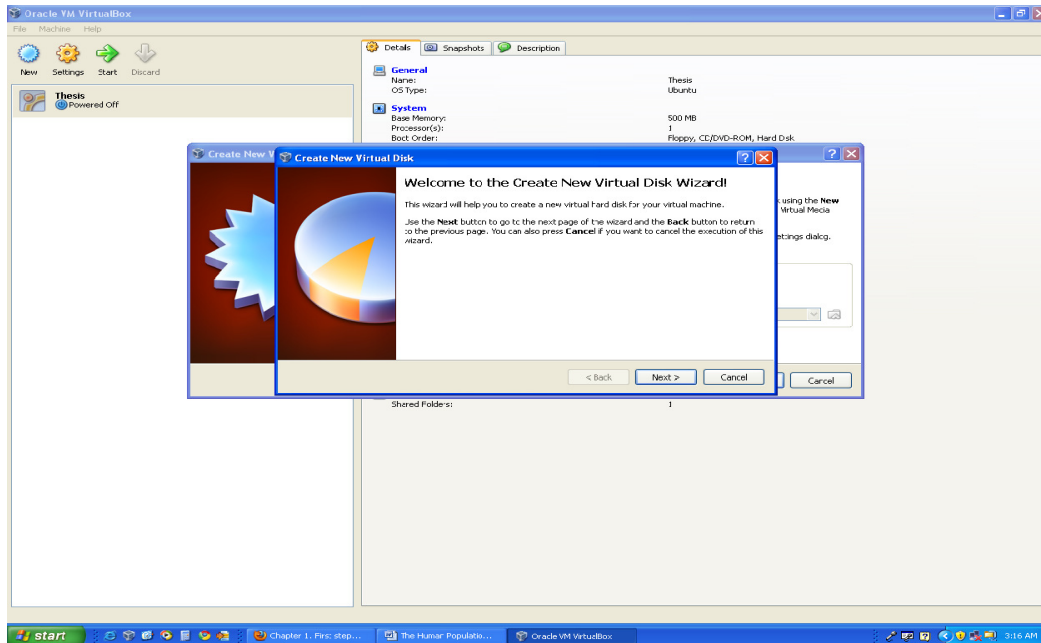 Oracle VM VirtualBox
File Machine Help
New Settings Start Discard
Thesis
Powered Off
Details Snapshots Description
General
Name: Thesis
OS Type: Ubuntu
System
Base Memory: 500 MB
Processor(s): 1
Boot Order: Floppy, CD/DVD-ROM, Hard Disk
Create New V
Create New Virtual Disk
Welcome to the Create New Virtual Disk Wizard!
This wizard will help you to create a new virtual hard disk for your virtual machine.
Use the Next button to go to the next page of the wizard and the Back button to return
to the previous page. You can also press Cancel if you want to cancel the execution of this
wizard.
using the New
Virtual Media
ettings dialog.
< Back Next > Cancel
Cancel
Shared Folders: 1
start
Chapter 1. First step...
The Human Populatio...
Oracle VM VirtualBox
3:16 AM